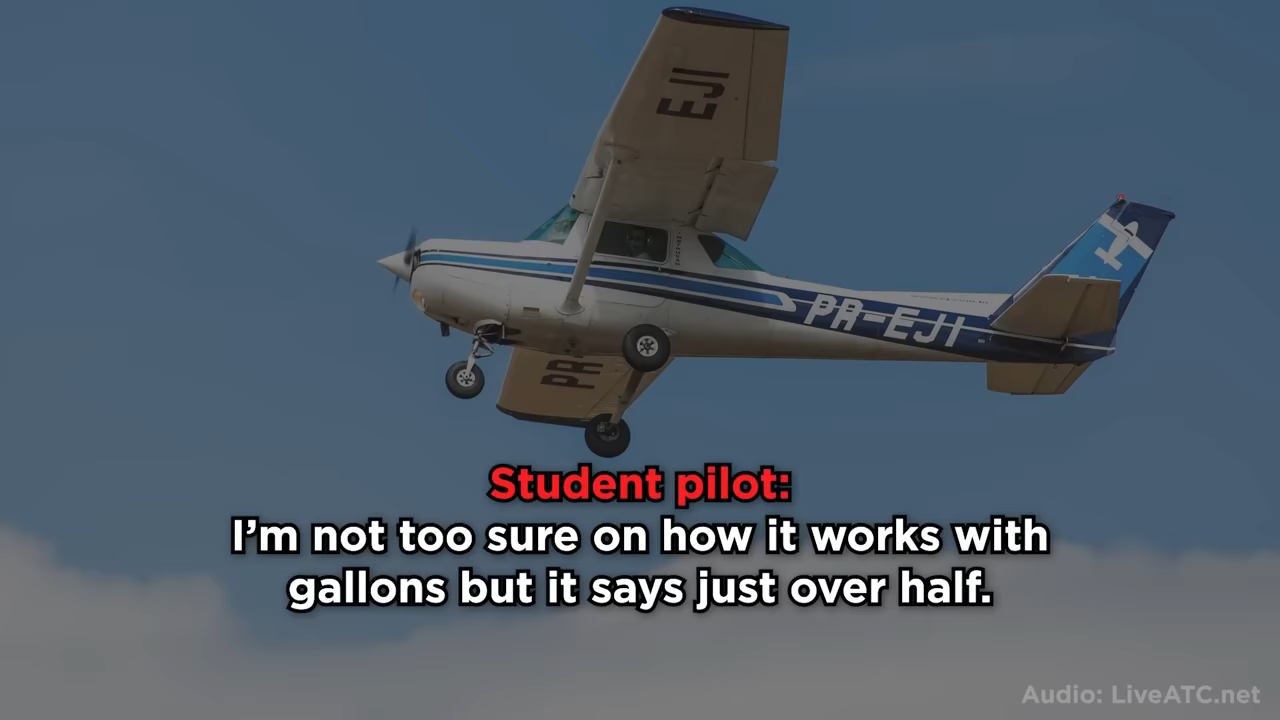 EJI
PR-EJI
PR
Student pilot:
I’m not too sure on how it works with
gallons but it says just over half.
Audio: LiveATC.net